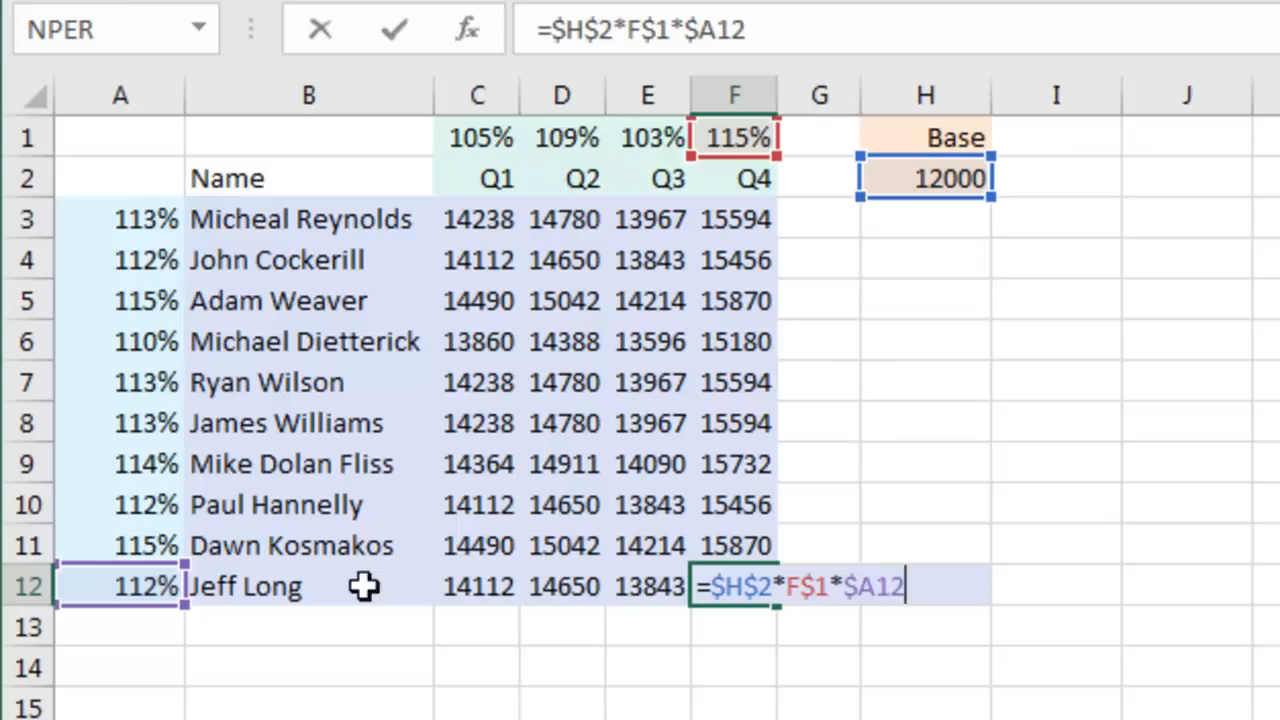 NPER fx =$H$2*F$1*$A12
A B C D E F G H I J
1 105% 109% 103% 115% Base
2 Name Q1 Q2 Q3 Q4 12000
3 113% Micheal Reynolds 14238 14780 13967 15594
4 112% John Cockerill 14112 14650 13843 15456
5 115% Adam Weaver 14490 15042 14214 15870
6 110% Michael Dietterick 13860 14388 13596 15180
7 113% Ryan Wilson 14238 14780 13967 15594
8 113% James Williams 14238 14780 13967 15594
9 114% Mike Dolan Fliss 14364 14911 14090 15732
10 112% Paul Hannelly 14112 14650 13843 15456
11 115% Dawn Kosmakos 14490 15042 14214 15870
12 112% Jeff Long 14112 14650 13843 =$H$2*F$1*$A12
13
14
15